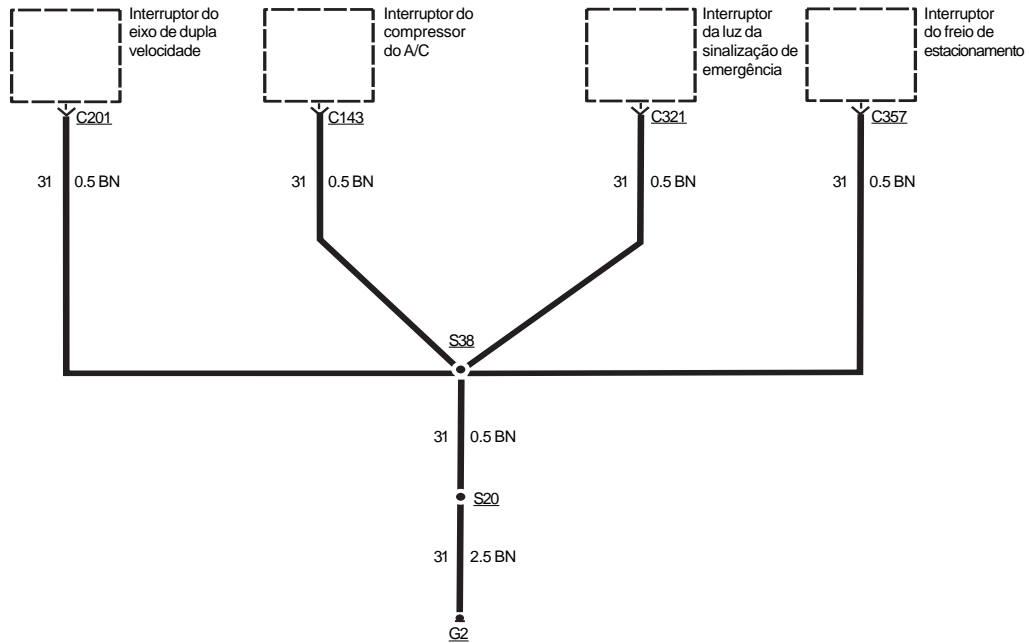 Interruptor do
eixo de dupla
velocidade
Interruptor do
compressor
do A/C
Interruptor
da luz da
sinalização de
emergência
Interruptor
do freio de
estacionamento
C201
C143
C321
C357
31 0.5 BN
31 0.5 BN
31 0.5 BN
31 0.5 BN
S38
31 0.5 BN
S20
31 2.5 BN
G2